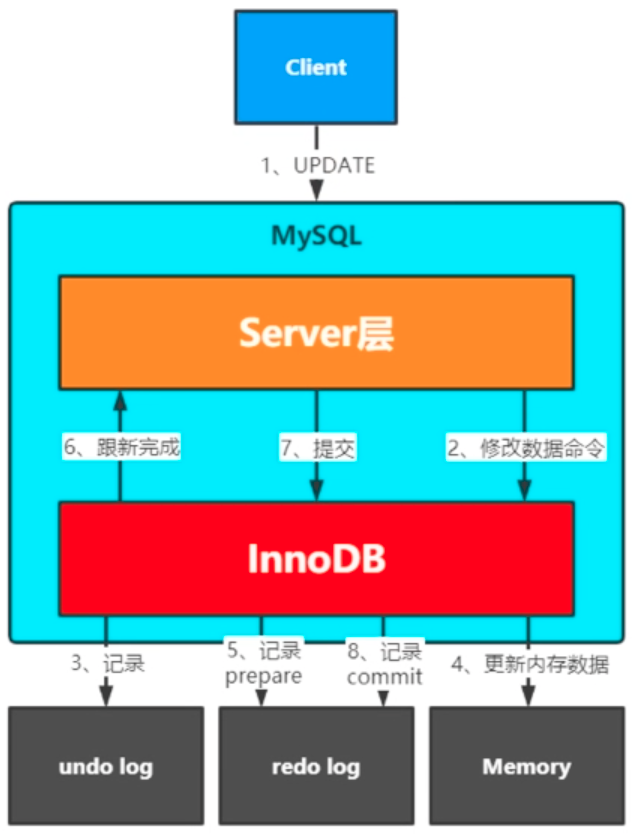 Client
1、UPDATE
MySQL
Server层
6、跟新完成
7、提交
2、修改数据命令
InnoDB
3、记录
5、记录
prepare
8、记录
commit
4、更新内存数据
undo log
redo log
Memory